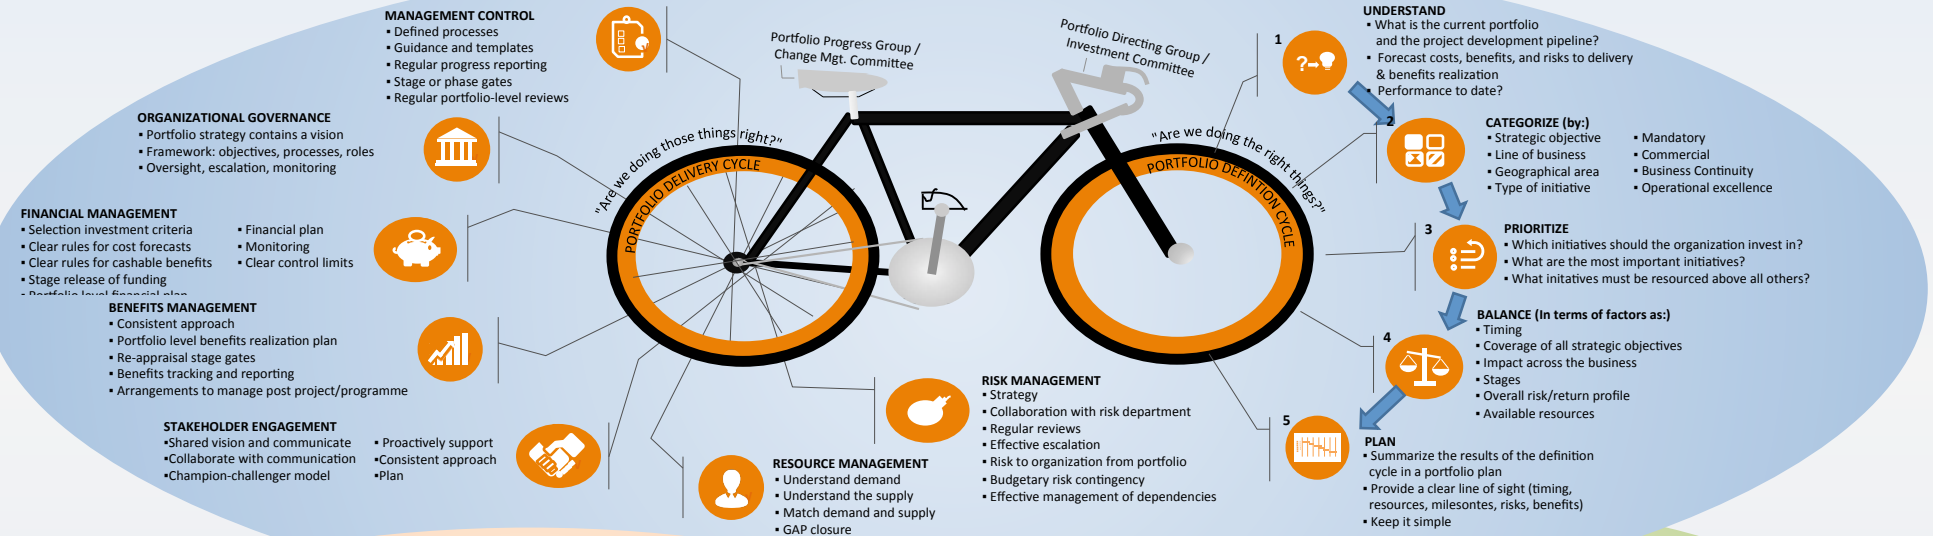 MANAGEMENT CONTROL
▪ Defined processes
▪ Guidance and templates
▪ Regular progress reporting
▪ Stage or phase gates
▪ Regular portfolio-level reviews
ORGANIZATIONAL GOVERNANCE
▪ Portfolio strategy contains a vision
▪ Framework: objectives, processes, roles
▪ Oversight, escalation, monitoring
FINANCIAL MANAGEMENT
▪ Selection investment criteria
▪ Clear rules for cost forecasts
▪ Clear rules for cashable benefits
▪ Stage release of funding
▪ Portfolio level financial plan
▪ Financial plan
▪ Monitoring
▪ Clear control limits
BENEFITS MANAGEMENT
▪ Consistent approach
▪ Portfolio level benefits realization plan
▪ Re-appraisal stage gates
▪ Benefits tracking and reporting
▪ Arrangements to manage post project/programme
STAKEHOLDER ENGAGEMENT
▪Shared vision and communicate
▪Collaborate with communication
▪Champion-challenger model
▪ Proactively support
▪Consistent approach
▪Plan
RESOURCE MANAGEMENT
▪ Understand demand
▪ Understand the supply
▪ Match demand and supply
▪ GAP closure
RISK MANAGEMENT
▪ Strategy
▪ Collaboration with risk department
▪ Regular reviews
▪ Effective escalation
▪ Risk to organization from portfolio
▪ Budgetary risk contingency
▪ Effective management of dependencies
Portfolio Progress Group /
Change Mgt. Committee
Portfolio Directing Group /
Investment Committee
"Are we doing those things right?"
PORTFOLIO DELIVERY CYCLE
"Are we doing the right things?"
PORTFOLIO DEFINTION CYCLE
1
?
UNDERSTAND
▪ What is the current portfolio
and the project development pipeline?
▪ Forecast costs, benefits, and risks to delivery
& benefits realization
▪ Performance to date?
2
CATEGORIZE (by:)
▪ Strategic objective
▪ Line of business
▪ Geographical area
▪ Type of initiative
▪ Mandatory
▪ Commercial
▪ Business Continuity
▪ Operational excellence
3
PRIORITIZE
▪ Which initiatives should the organization invest in?
▪ What are the most important initiatives?
▪ What initatives must be resourced above all others?
4
BALANCE (In terms of factors as:)
▪ Timing
▪ Coverage of all strategic objectives
▪ Impact across the business
▪ Stages
▪ Overall risk/return profile
▪ Available resources
5
PLAN
▪ Summarize the results of the definition
cycle in a portfolio plan
▪ Provide a clear line of sight (timing,
resources, milesontes, risks, benefits)
▪ Keep it simple